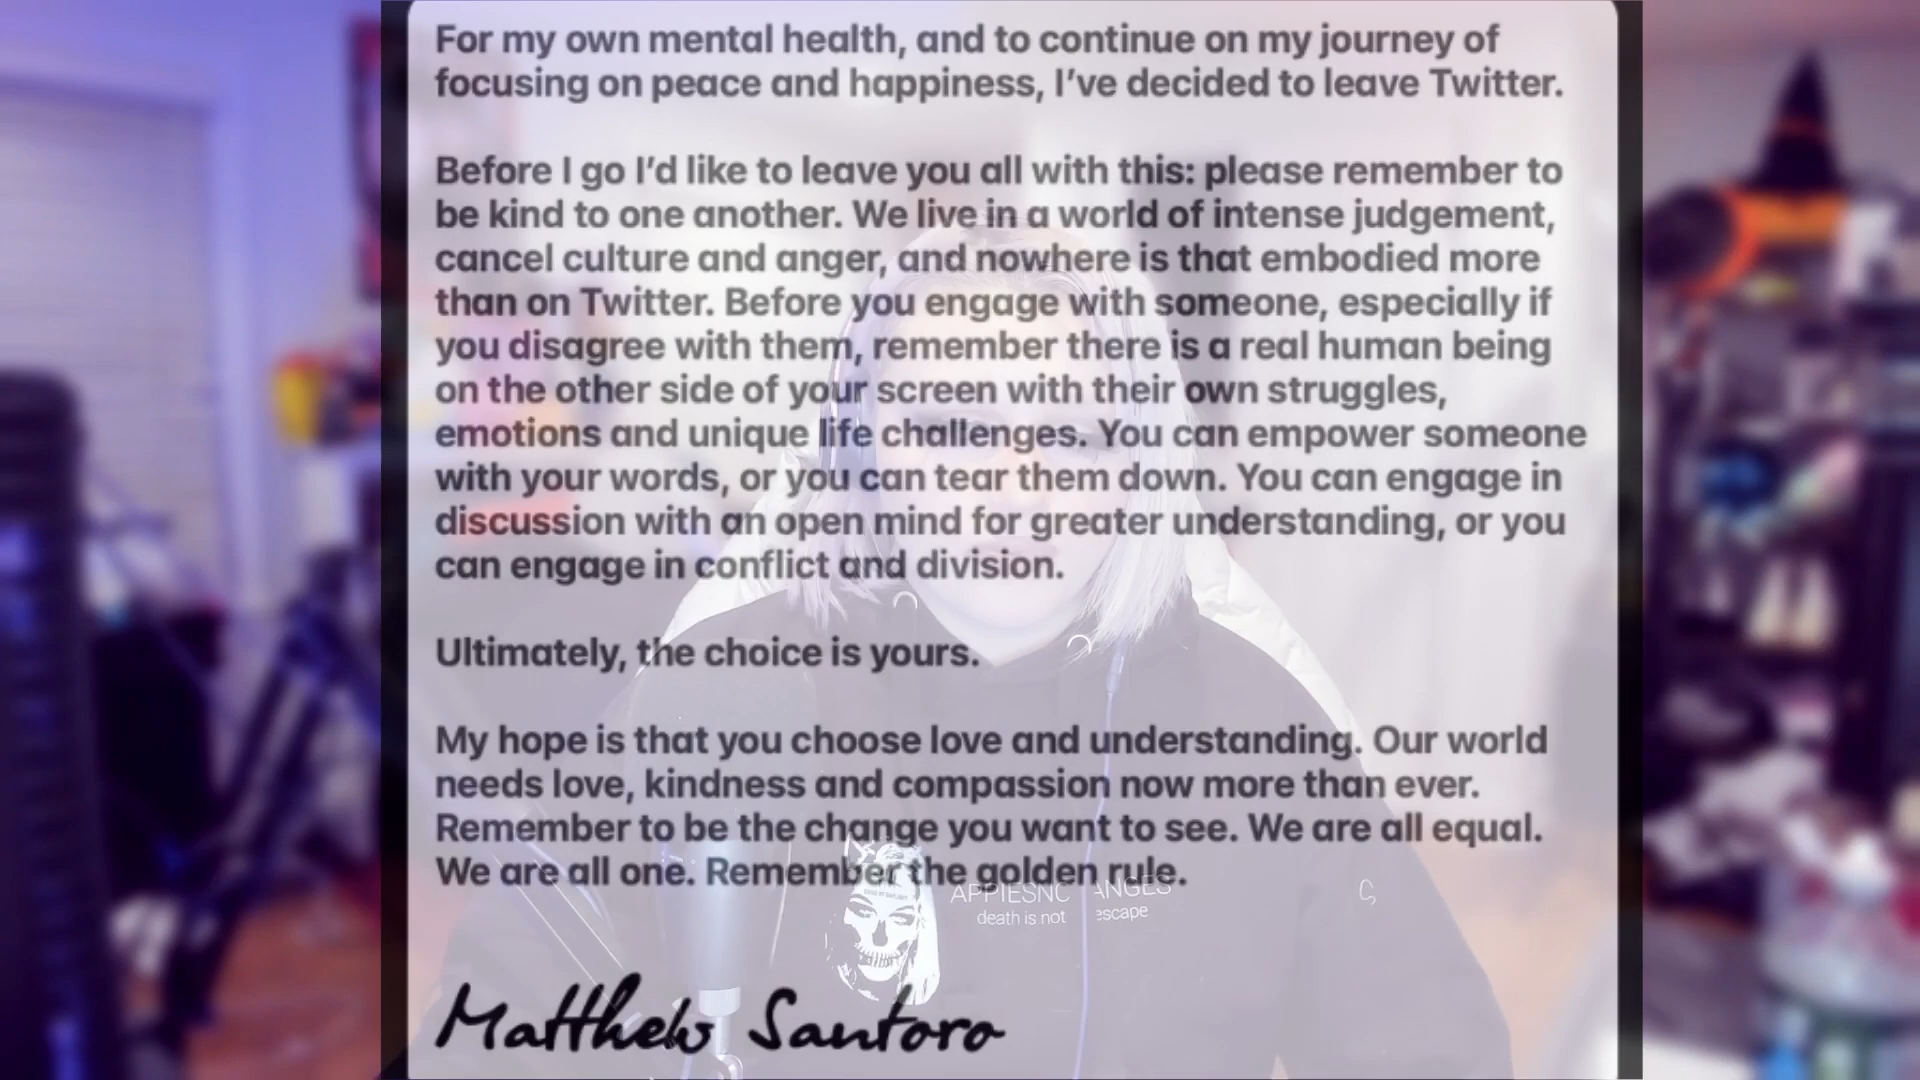 For my own mental health, and to continue on my journey of
focusing on peace and happiness, I've decided to leave Twitter.
Before I go I'd like to leave you all with this: please remember to
be kind to one another. We live in a world of intense judgement,
cancel culture and anger, and nowhere is that embodied more
than on Twitter. Before you engage with someone, especially if
you disagree with them, remember there is a real human being
on the other side of your screen with their own struggles,
emotions and unique life challenges. You can empower someone
with your words, or you can tear them down. You can engage in
discussion with an open mind for greater understanding, or you
can engage in conflict and division.
Ultimately, the choice is yours.
My hope is that you choose love and understanding. Our world
needs love, kindness and compassion now more than ever.
Remember to be the change you want to see. We are all equal.
We are all one. Remember the golden rule.
APPIESNC ANGES
death is not escape
Matthew Santoro